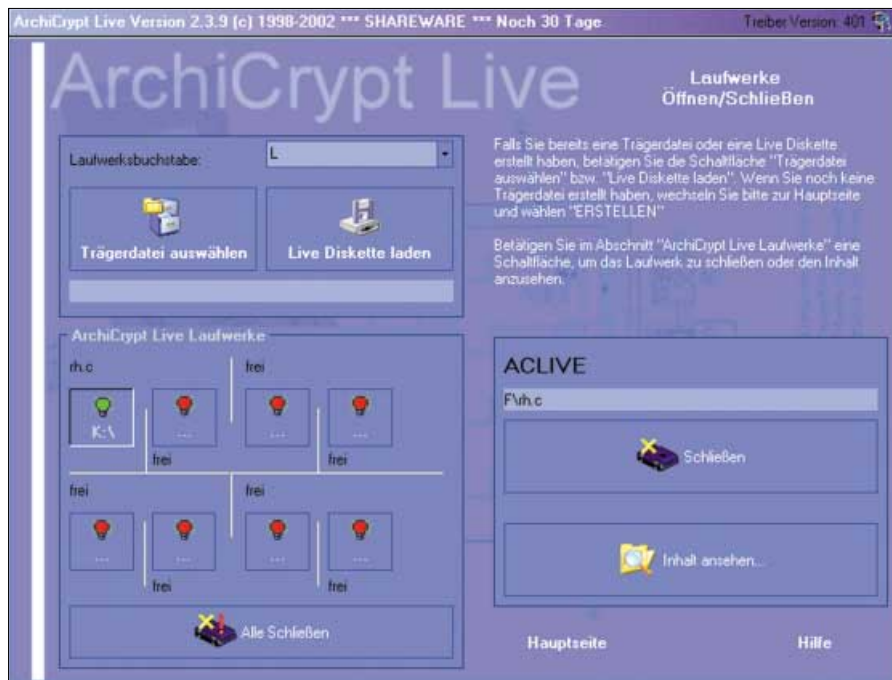 ArchiCrypt Live Version 2.3.9 (c) 1998-2002 *** SHAREWARE *** Noch 30 Tage
Treiber Version: 401
ArchiCrypt Live
Laufwerke
Öffnen/Schließen
Laufwerksbuchstabe:
L
Trägerdatei auswählen
Live Diskette laden
Falls Sie bereits eine Trägerdatei oder eine Live Diskette
erstellt haben, betätigen Sie die Schaltfläche "Trägerdatei
auswählen" bzw. "Live Diskette laden". Wenn Sie noch keine
Trägerdatei erstellt haben, wechseln Sie bitte zur Hauptseite
und wählen "ERSTELLEN"
Betätigen Sie im Abschnitt "ArchiCrypt Live Laufwerke" eine
Schaltfläche, um das Laufwerk zu schließen oder den Inhalt
anzusehen.
ArchiCrypt Live Laufwerke
rh.c
frei
K:\
...
...
...
frei
frei
frei
frei
...
...
...
...
frei
frei
Alle Schließen
ACLIVE
F\rh.c
Schließen
Inhalt ansehen...
Hauptseite
Hilfe